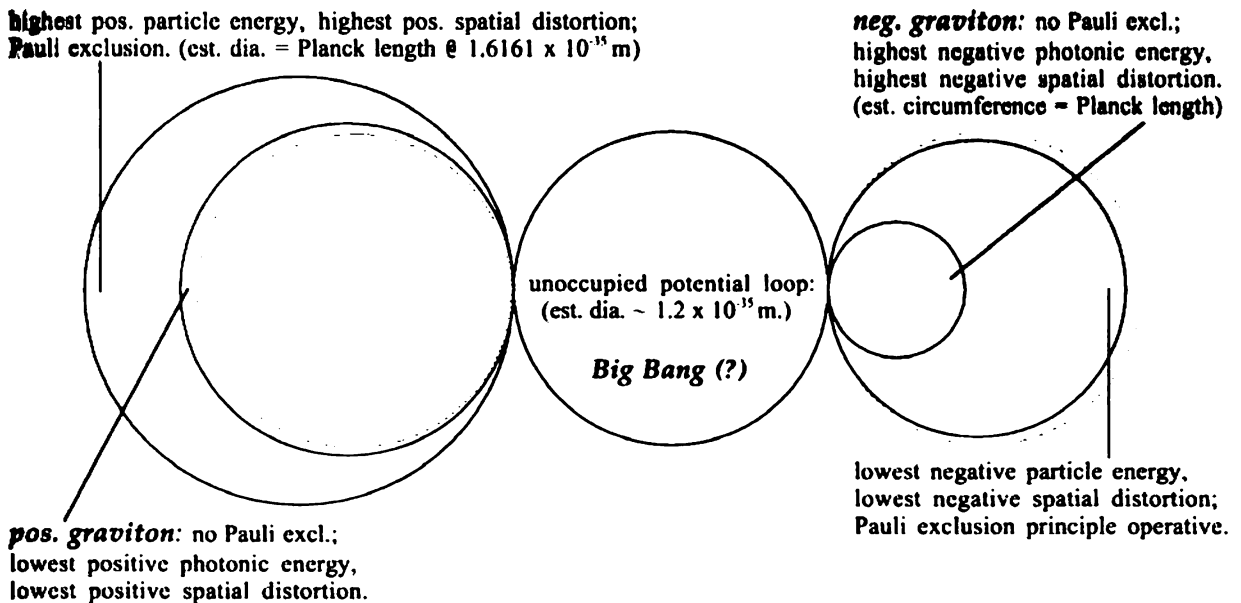 highest pos. particle energy, highest pos. spatial distortion;
Pauli exclusion. (est. dia. = Planck length @ 1.6161 x 10⁻³⁵ m)
neg. graviton: no Pauli excl.;
highest negative photonic energy,
highest negative spatial distortion.
(est. circumference = Planck length)
unoccupied potential loop:
(est. dia. ~ 1.2 x 10⁻³⁵ m.)
Big Bang (?)
pos. graviton: no Pauli excl.;
lowest positive photonic energy,
lowest positive spatial distortion.
lowest negative particle energy,
lowest negative spatial distortion;
Pauli exclusion principle operative.